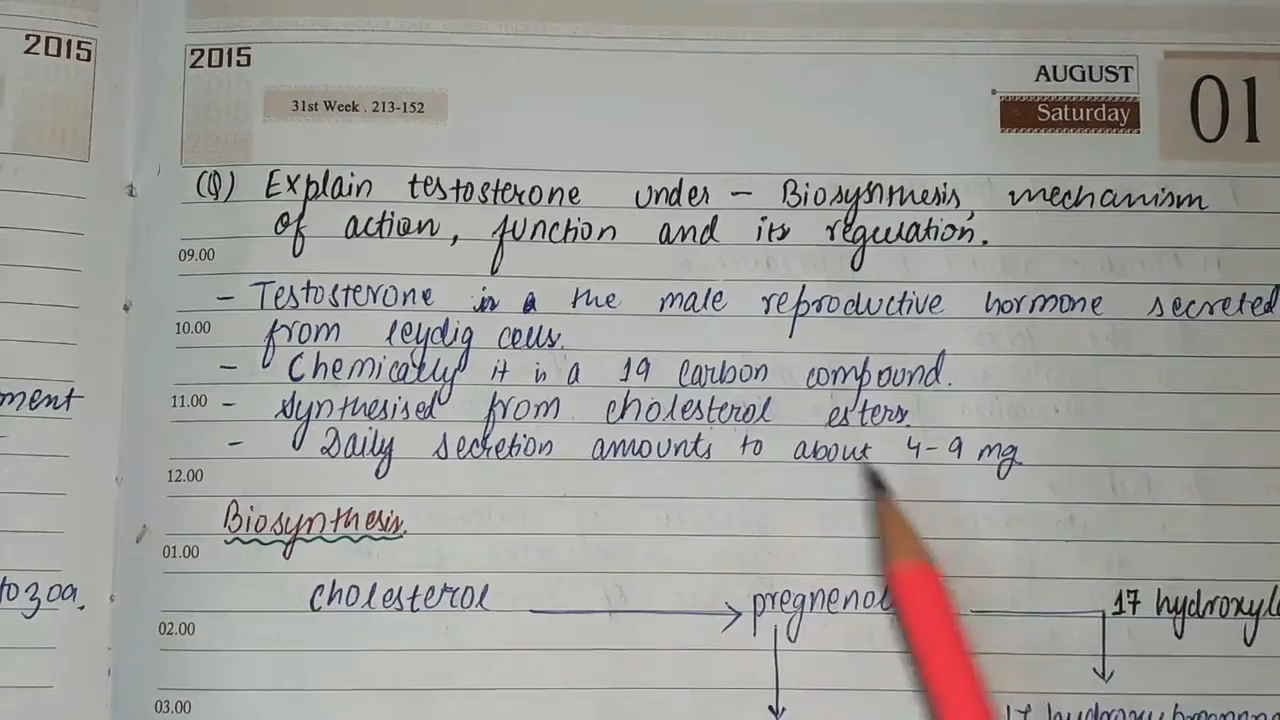 2015
2015
31st Week . 213-152
AUGUST
Saturday
01
(Q) Explain testosterone under - Biosynthesis, mechanism
of action, function and its regulation.
09.00
- Testosterone is a the male reproductive hormone secreted
10.00
from leydig cells.
- Chemically it is a 19 carbon compound.
11.00
- synthesised from cholesterol esters.
- Daily secretion amounts to about 4-9 mg
12.00
Biosynthesis.
01.00
ment
cholesterol → pregnenol 17 hydroxyl
02.00
03.00
17 hydroxy
tozoa.